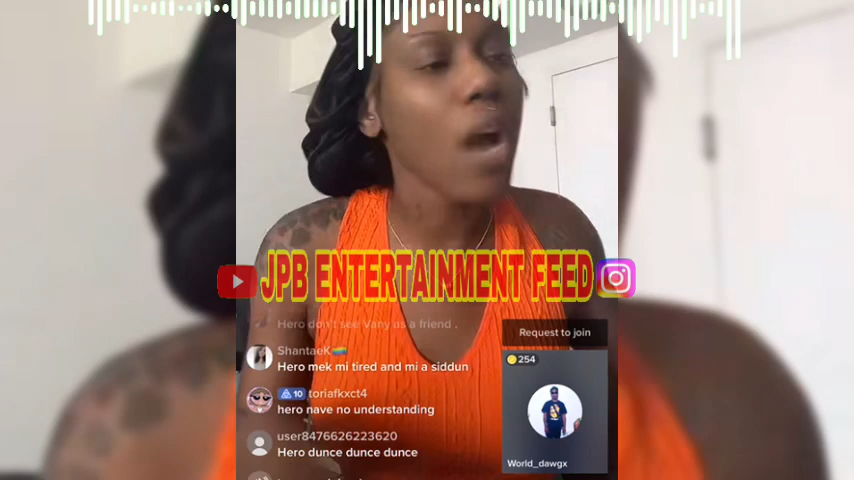 JPB ENTERTAINMENT FEED
Hero don't see Vany as a friend .
Request to join
ShantaeK🏳️‍🌈
Hero mek mi tired and mi a siddun
254
10 toriafkxct4
hero nave no understanding
user8476626223620
Hero dunce dunce dunce
World_dawgx